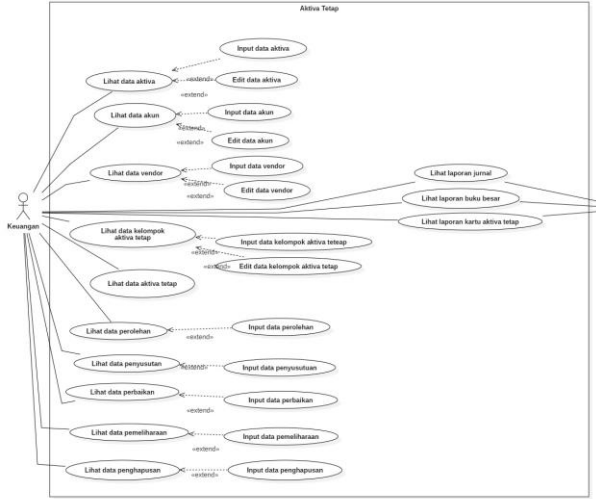 Aktiva Tetap
Input data aktiva
Lihat data aktiva
«extend»
Edit data aktiva
«extend»
Lihat data akun
Input data akun
«extend»
Edit data akun
«extend»
Lihat data vendor
Input data vendor
«extend»
Edit data vendor
«extend»
Lihat laporan jurnal
Lihat laporan buku besar
Lihat laporan kartu aktiva tetap
Keuangan
Lihat data kelompok
aktiva tetap
Input data kelompok aktiva teteap
«extend»
Edit data kelompok aktiva tetap
«extend»
Lihat data aktiva tetap
Lihat data perolehan
Input data perolehan
«extend»
Lihat data penyusutan
Input data penyusutuan
«extend»
Lihat data perbaikan
Input data perbaikan
«extend»
Lihat data pemeliharaan
Input data pemeliharaan
«extend»
Lihat data penghapusan
Input data penghapusan
«extend»